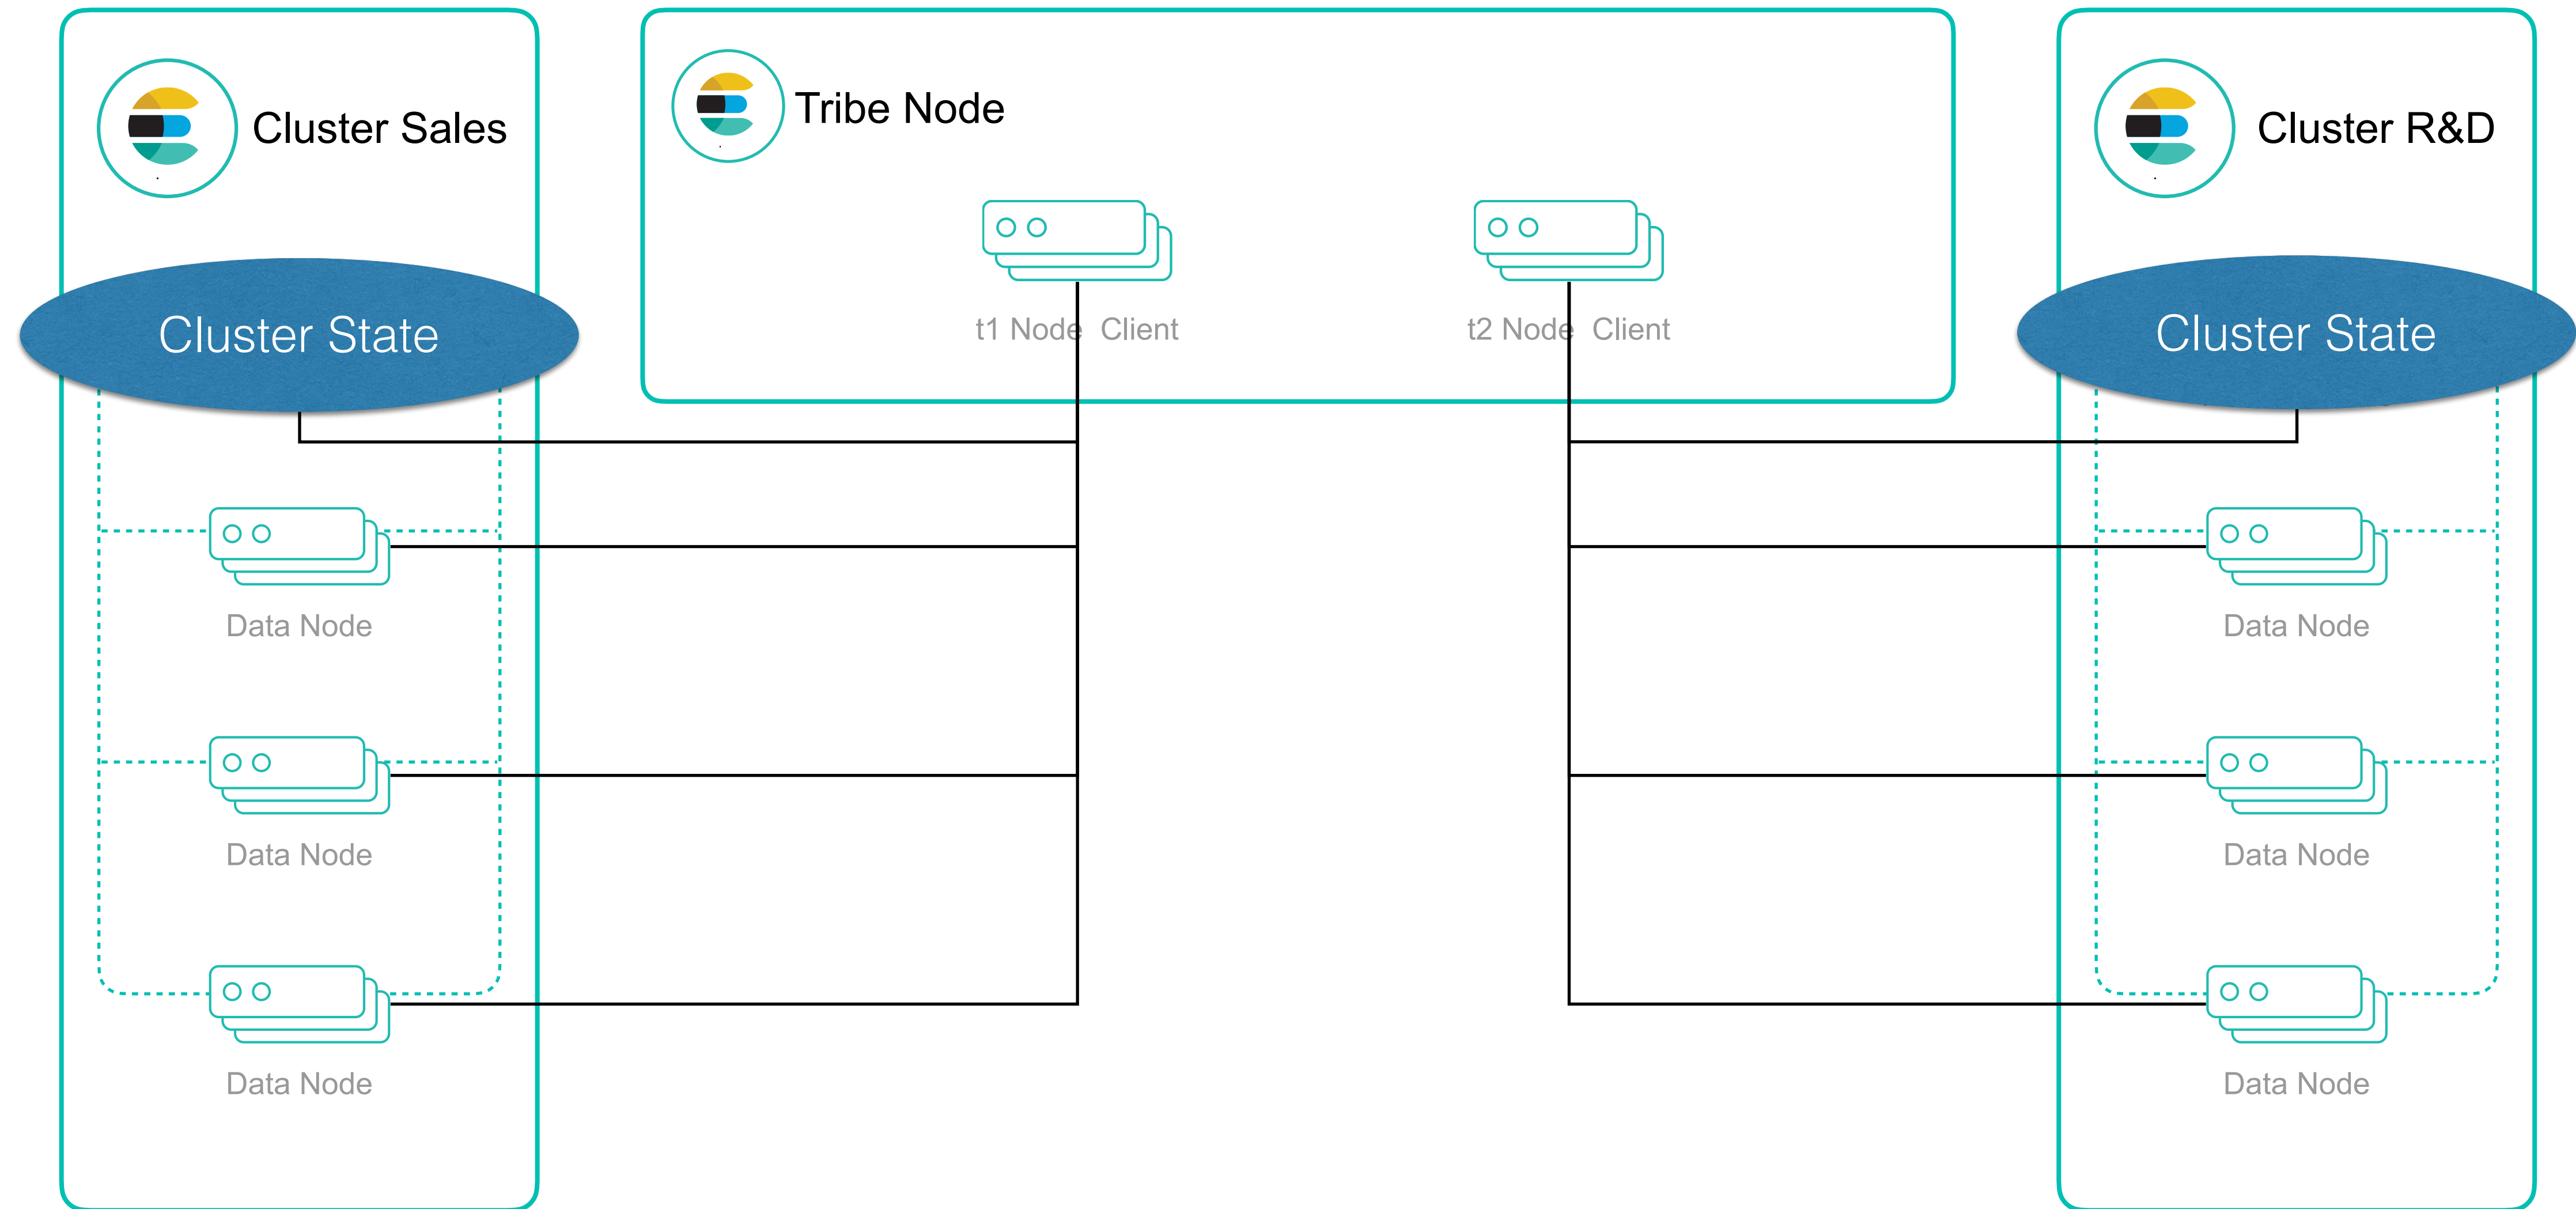 Cluster Sales
Tribe Node
Cluster R&D
t1 Node Client
t2 Node Client
Cluster State
Cluster State
Data Node
Data Node
Data Node
Data Node
Data Node
Data Node